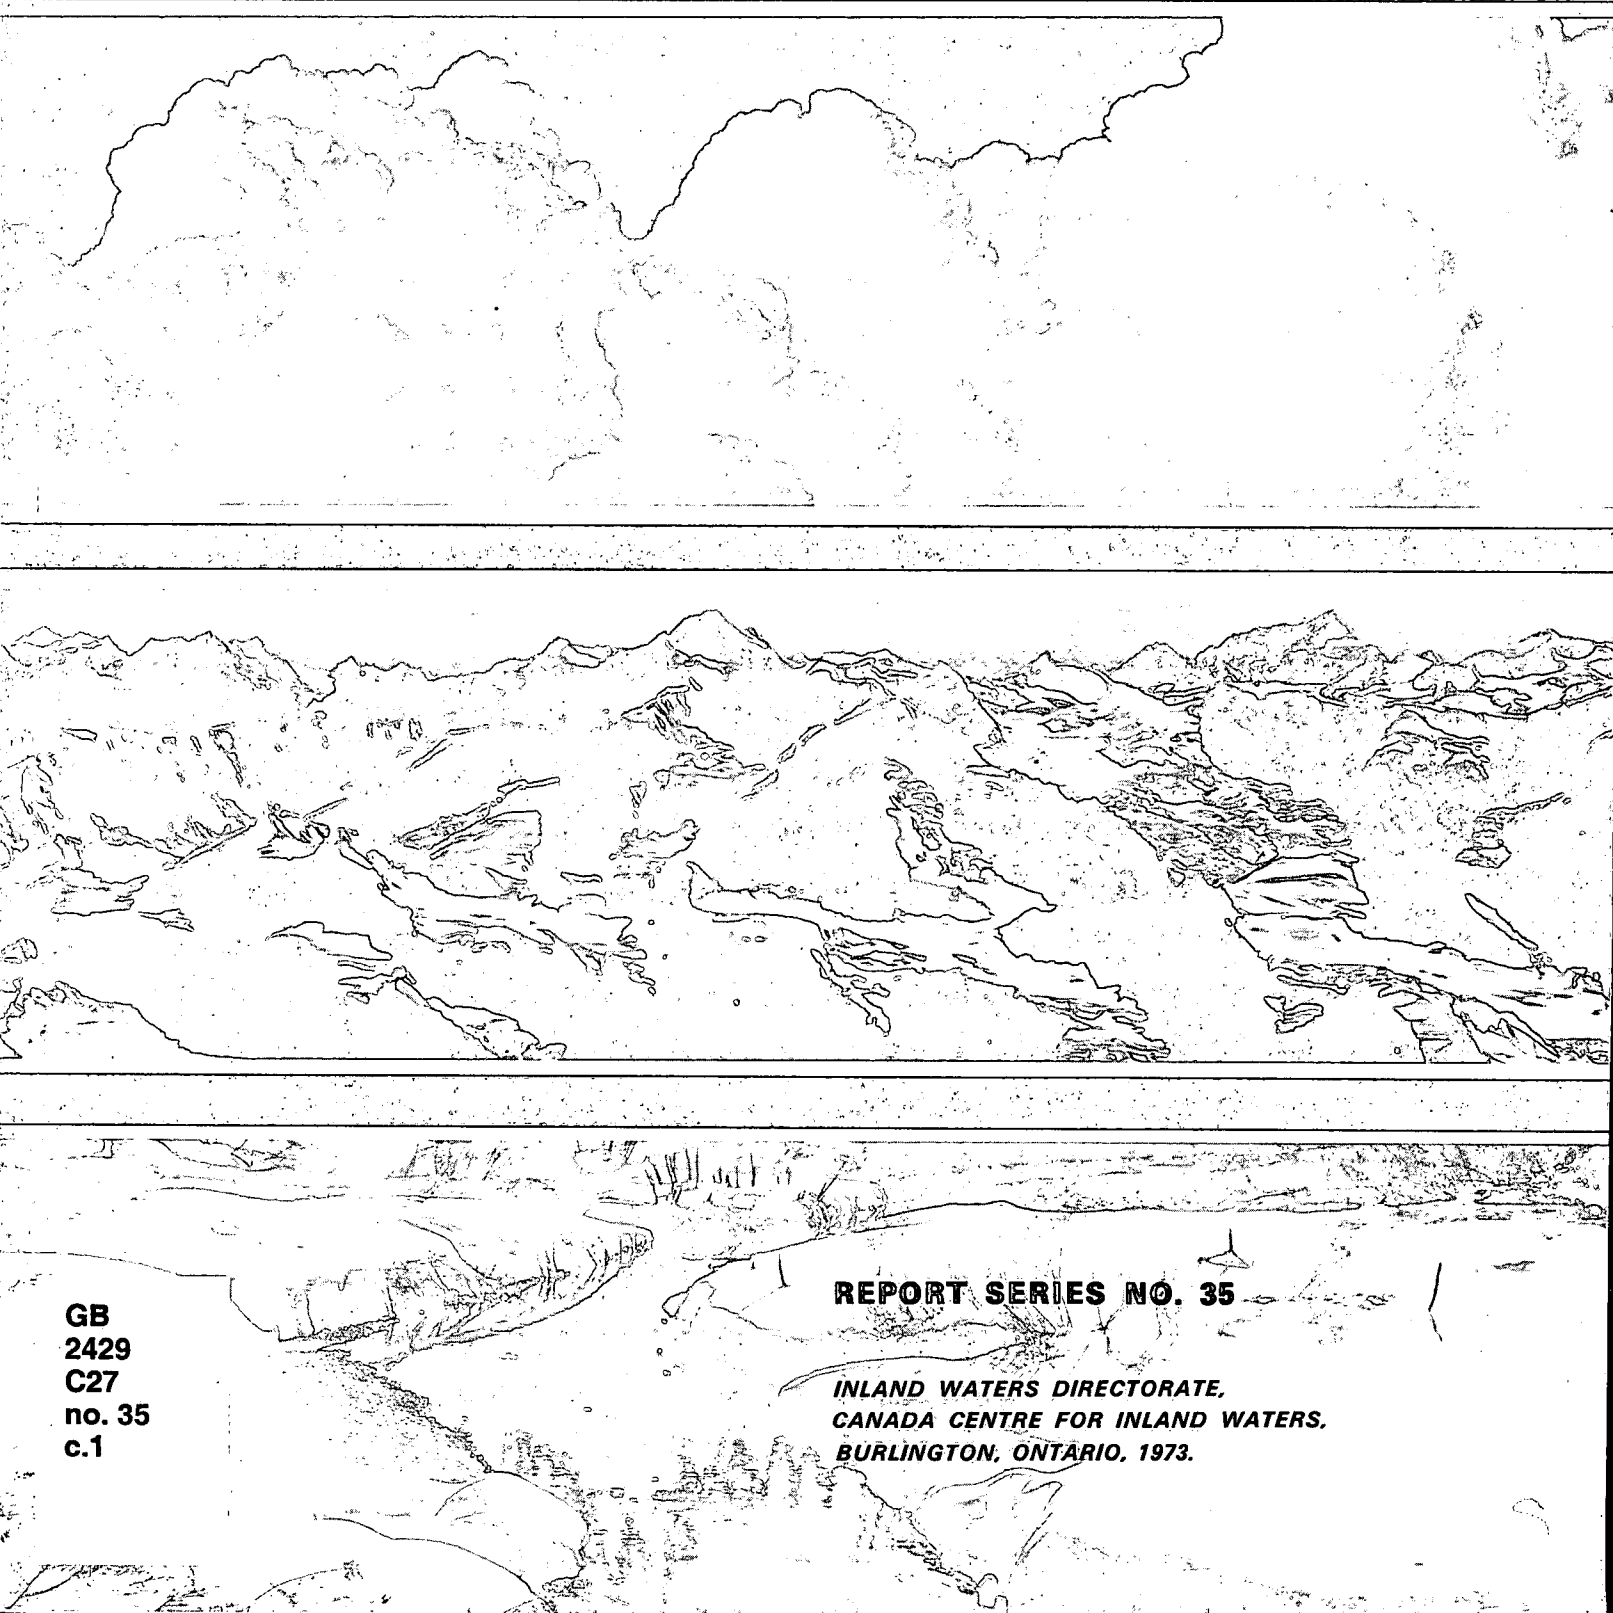 REPORT SERIES NO. 35
GB
2429
C27
no. 35
c.1
INLAND WATERS DIRECTORATE,
CANADA CENTRE FOR INLAND WATERS,
BURLINGTON, ONTARIO, 1973.